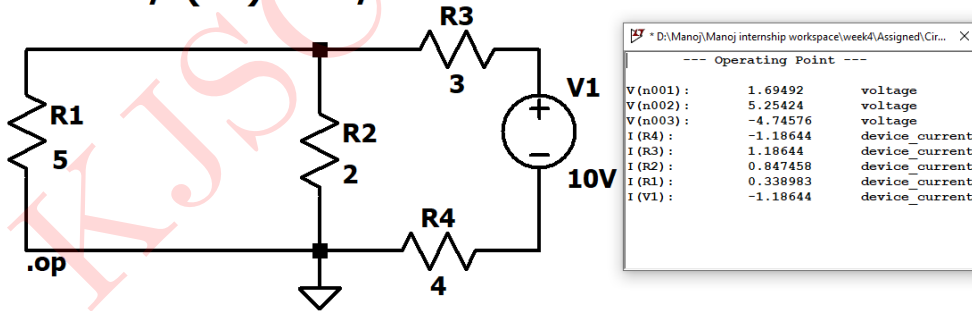 R3
3
V1
R1
5
R2
2
10V
R4
4
.op
KJSC
* D:\Manoj\Manoj internship workspace\week4\Assigned\Cir...
--- Operating Point ---
V(n001): 1.69492 voltage
V(n002): 5.25424 voltage
V(n003): -4.74576 voltage
I(R4): -1.18644 device_current
I(R3): 1.18644 device_current
I(R2): 0.847458 device_current
I(R1): 0.338983 device_current
I(V1): -1.18644 device_current